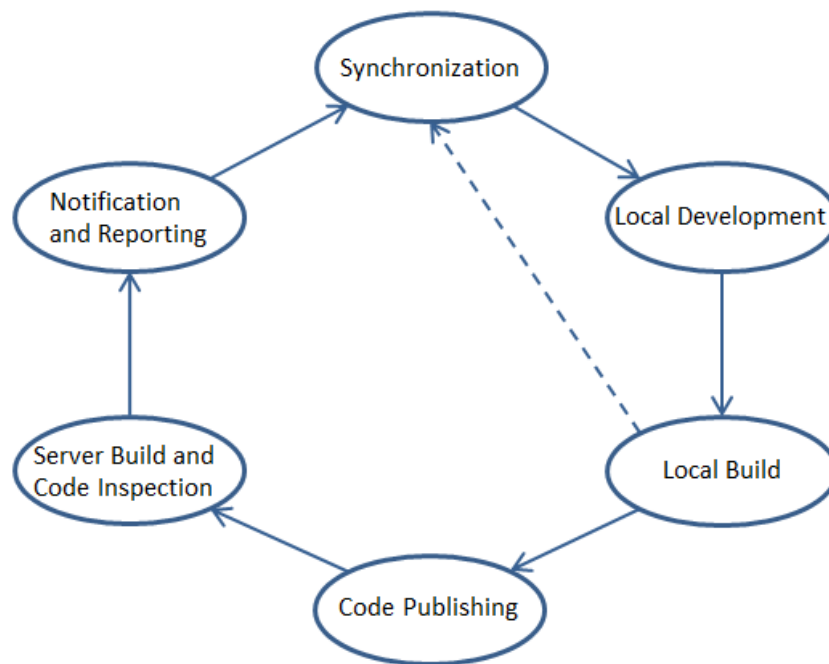 Synchronization
Local Development
Local Build
Code Publishing
Server Build and
Code Inspection
Notification
and Reporting